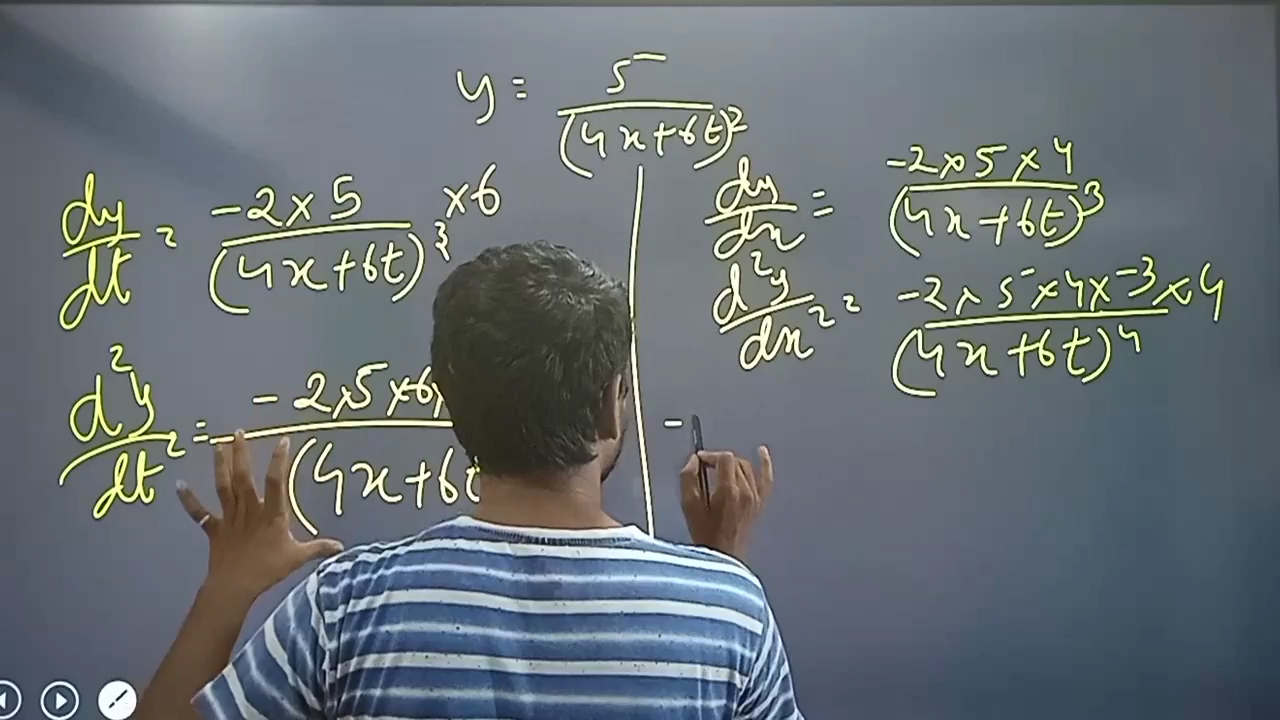 y = 5/(4x+6t)²
dy/dt = (-2×5)/(4x+6t)³ ×6
d²y/dt² = -2×5×6×
(4x+6t
dy/dx = (-2×5×4)/(4x+6t)³
d²y/dx² = (-2×5×4×-3×4)/(4x+6t)⁴
-